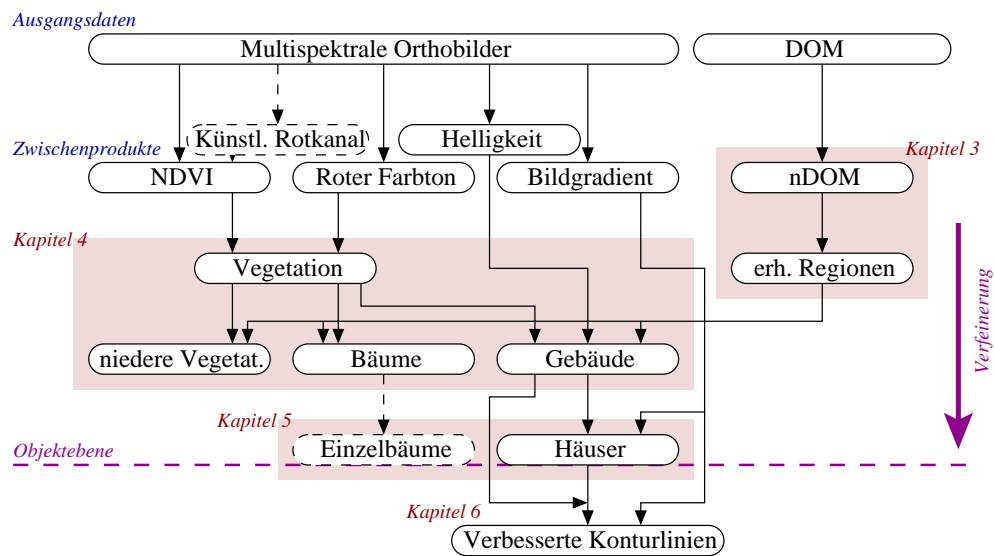 Ausgangsdaten
Multispektrale Orthobilder
DOM
Künstl. Rotkanal
Helligkeit
Zwischenprodukte
Kapitel 3
NDVI
Roter Farbton
Bildgradient
nDOM
Kapitel 4
Vegetation
erh. Regionen
Verfeinerung
niedere Vegetat.
Bäume
Gebäude
Kapitel 5
Objektebene
Einzelbäume
Häuser
Kapitel 6
Verbesserte Konturlinien